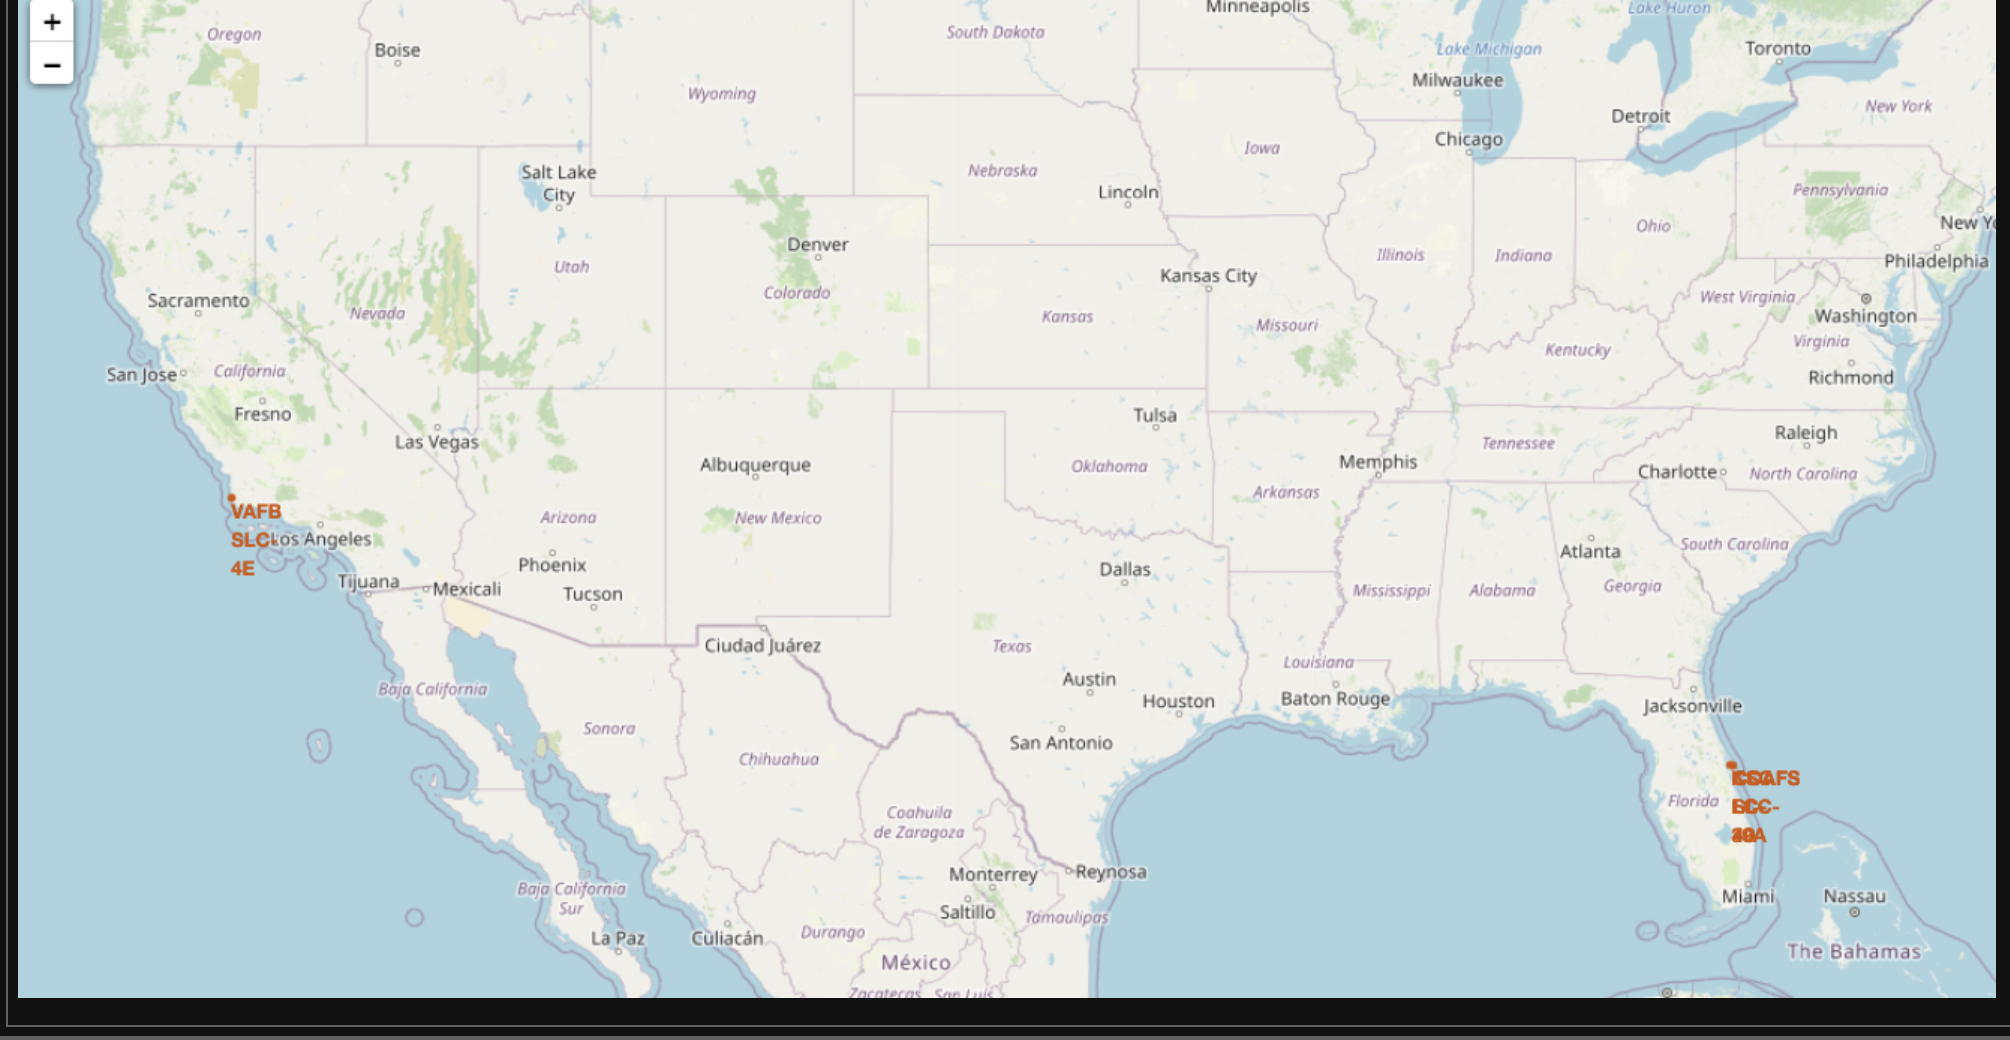 +
−
Minneapolis
Lake Huron
Oregon
South Dakota
Boise
Lake Michigan
Toronto
Milwaukee
Wyoming
New York
Detroit
Chicago
Iowa
Salt Lake
City
Nebraska
Lincoln
Pennsylvania
New Yo
Ohio
Denver
Illinois
Indiana
Philadelphia
Utah
Kansas City
Colorado
West Virginia
Sacramento
Nevada
Kansas
Missouri
Washington
Virginia
Kentucky
San Jose
California
Richmond
Fresno
Tulsa
Las Vegas
Tennessee
Raleigh
Albuquerque
Oklahoma
Memphis
Charlotte
North Carolina
Arkansas
VAFB
SLC-
4E
Los Angeles
Arizona
New Mexico
South Carolina
Atlanta
Phoenix
Dallas
Tijuana
Mexicali
Tucson
Mississippi
Alabama
Georgia
Ciudad Juárez
Texas
Louisiana
Baja California
Austin
Houston
Baton Rouge
Jacksonville
Sonora
San Antonio
Chihuahua
Florida
Coahuila
de Zaragoza
Monterrey
Reynosa
Baja California
Sur
Saltillo
Tamaulipas
Miami
Nassau
La Paz
Culiacán
Durango
México
The Bahamas
Zacatecas
San Luis